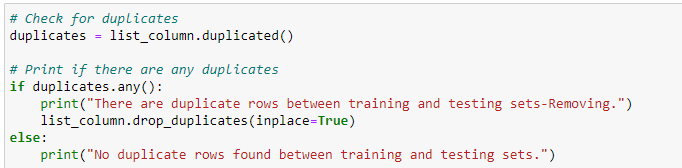 # Check for duplicates
duplicates = list_column.duplicated()
# Print if there are any duplicates
if duplicates.any():
    print("There are duplicate rows between training and testing sets-Removing.")
    list_column.drop_duplicates(inplace=True)
else:
    print("No duplicate rows found between training and testing sets.")